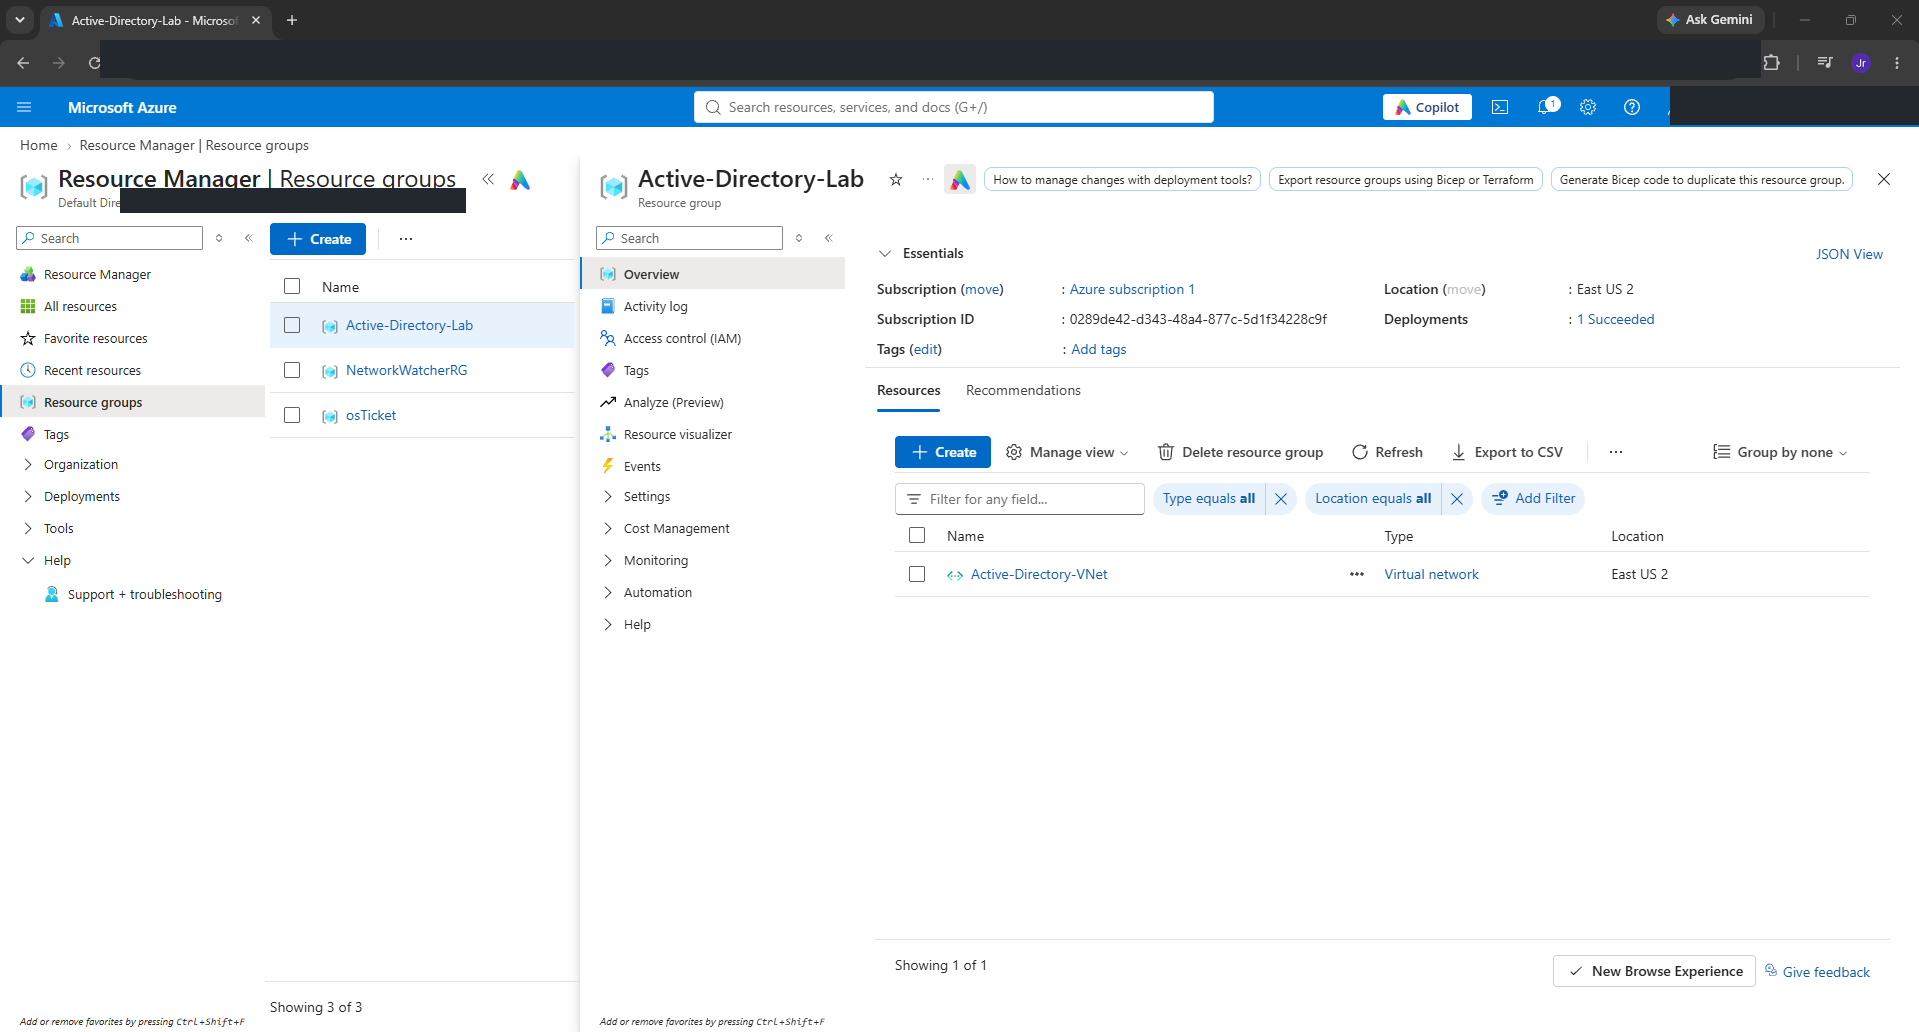 Active-Directory-Lab - Microsof
Ask Gemini
Jr
Microsoft Azure
Search resources, services, and docs (G+/)
Copilot
1
Home > Resource Manager | Resource groups
Resource Manager | Resource groups
Default Dire
Search
Resource Manager
All resources
Favorite resources
Recent resources
Resource groups
Tags
Organization
Deployments
Tools
Help
Support + troubleshooting
Add or remove favorites by pressing Ctrl+Shift+F
Create
Name
Active-Directory-Lab
NetworkWatcherRG
osTicket
Showing 3 of 3
Active-Directory-Lab
Resource group
How to manage changes with deployment tools?
Export resource groups using Bicep or Terraform
Generate Bicep code to duplicate this resource group.
Search
Overview
Activity log
Access control (IAM)
Tags
Analyze (Preview)
Resource visualizer
Events
Settings
Cost Management
Monitoring
Automation
Help
Add or remove favorites by pressing Ctrl+Shift+F
Essentials
JSON View
Subscription (move) : Azure subscription 1
Location (move) : East US 2
Subscription ID : 0289de42-d343-48a4-877c-5d1f34228c9f
Deployments : 1 Succeeded
Tags (edit) : Add tags
Resources Recommendations
Create Manage view Delete resource group Refresh Export to CSV Group by none
Filter for any field... Type equals all Location equals all Add Filter
Name Type Location
Active-Directory-VNet Virtual network East US 2
Showing 1 of 1
New Browse Experience
Give feedback